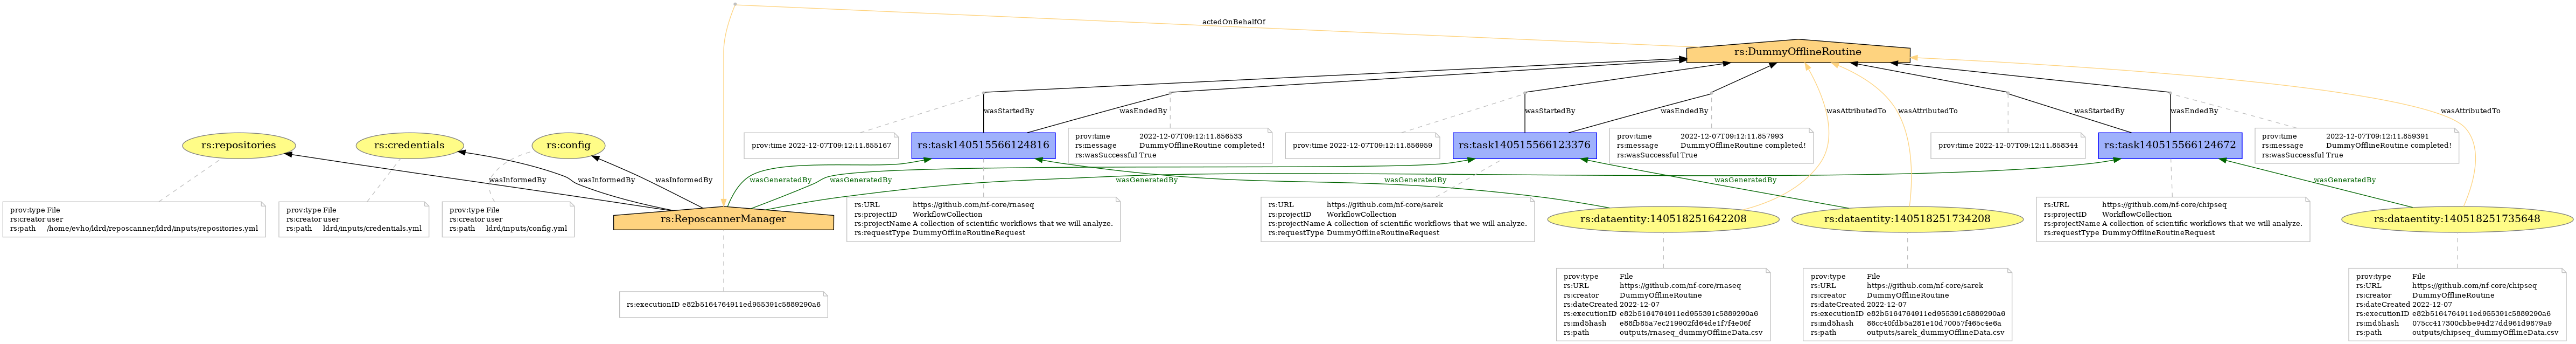 actedOnBehalfOf
rs:DummyOfflineRoutine
wasStartedBy
wasEndedBy
wasStartedBy
wasEndedBy
wasAttributedTo
wasAttributedTo
wasStartedBy
wasEndedBy
wasAttributedTo
rs:repositories
rs:credentials
rs:config
prov:time 2022-12-07T09:12:11.855167
rs:task140515566124816
prov:time 2022-12-07T09:12:11.856533
rs:message DummyOfflineRoutine completed!
rs:wasSuccessful True
prov:time 2022-12-07T09:12:11.856959
rs:task140515566123376
prov:time 2022-12-07T09:12:11.857993
rs:message DummyOfflineRoutine completed!
rs:wasSuccessful True
prov:time 2022-12-07T09:12:11.858344
rs:task140515566124672
prov:time 2022-12-07T09:12:11.859391
rs:message DummyOfflineRoutine completed!
rs:wasSuccessful True
wasInformedBy
wasInformedBy
wasInformedBy
wasGeneratedBy
wasGeneratedBy
wasGeneratedBy
wasGeneratedBy
wasGeneratedBy
wasGeneratedBy
prov:type File
rs:creator user
rs:path /home/evho/ldrd/reposcanner/ldrd/inputs/repositories.yml
prov:type File
rs:creator user
rs:path ldrd/inputs/credentials.yml
prov:type File
rs:creator user
rs:path ldrd/inputs/config.yml
rs:ReposcannerManager
rs:URL https://github.com/nf-core/rnaseq
rs:projectID WorkflowCollection
rs:projectName A collection of scientific workflows that we will analyze.
rs:requestType DummyOfflineRoutineRequest
rs:URL https://github.com/nf-core/sarek
rs:projectID WorkflowCollection
rs:projectName A collection of scientific workflows that we will analyze.
rs:requestType DummyOfflineRoutineRequest
rs:dataentity:140518251642208
rs:dataentity:140518251734208
rs:URL https://github.com/nf-core/chipseq
rs:projectID WorkflowCollection
rs:projectName A collection of scientific workflows that we will analyze.
rs:requestType DummyOfflineRoutineRequest
rs:dataentity:140518251735648
rs:executionID e82b5164764911ed955391c5889290a6
prov:type File
rs:URL https://github.com/nf-core/rnaseq
rs:creator DummyOfflineRoutine
rs:dateCreated 2022-12-07
rs:executionID e82b5164764911ed955391c5889290a6
rs:md5hash e88fb85a7ec219902fd64de1f7f4e06f
rs:path outputs/rnaseq_dummyOfflineData.csv
prov:type File
rs:URL https://github.com/nf-core/sarek
rs:creator DummyOfflineRoutine
rs:dateCreated 2022-12-07
rs:executionID e82b5164764911ed955391c5889290a6
rs:md5hash 86cc40fdb5a281e10d70057f465c4e6a
rs:path outputs/sarek_dummyOfflineData.csv
prov:type File
rs:URL https://github.com/nf-core/chipseq
rs:creator DummyOfflineRoutine
rs:dateCreated 2022-12-07
rs:executionID e82b5164764911ed955391c5889290a6
rs:md5hash 075cc417300cbbe94d27dd961d9879a9
rs:path outputs/chipseq_dummyOfflineData.csv